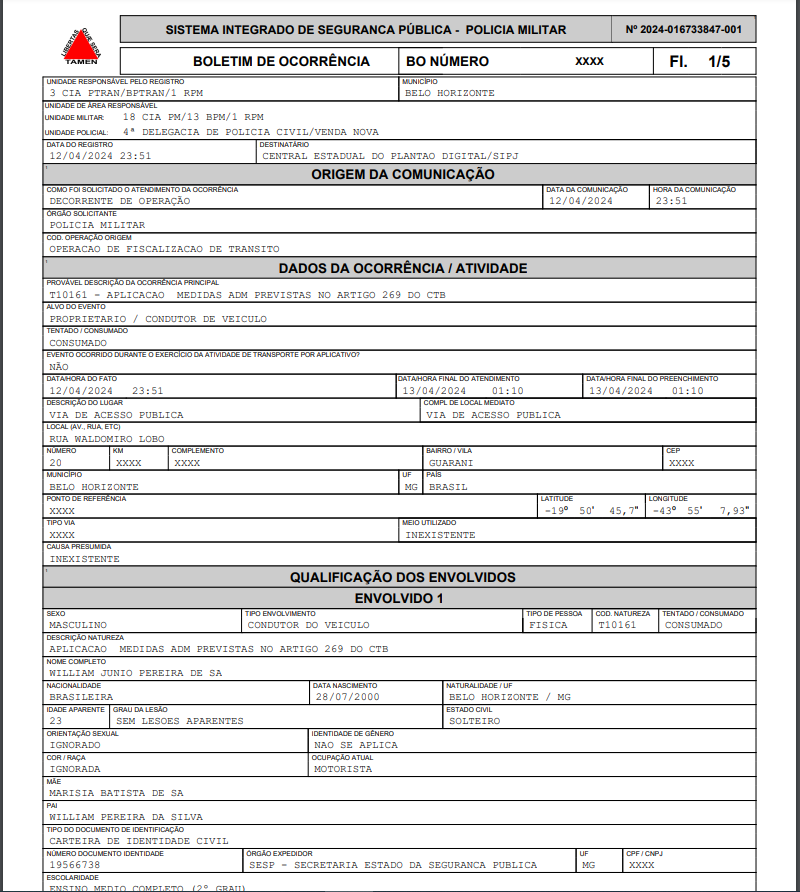 LIBERTAS QUE SERA TAMEN
SISTEMA INTEGRADO DE SEGURANCA PÚBLICA - POLICIA MILITAR
Nº 2024-016733847-001
BOLETIM DE OCORRÊNCIA
BO NÚMERO XXXX
Fl. 1/5
UNIDADE RESPONSÁVEL PELO REGISTRO
3 CIA PTRAN/BPTRAN/1 RPM
MUNICÍPIO
BELO HORIZONTE
UNIDADE DE ÁREA RESPONSÁVEL
UNIDADE MILITAR: 18 CIA PM/13 BPM/1 RPM
UNIDADE POLICIAL: 4ª DELEGACIA DE POLICIA CIVIL/VENDA NOVA
DATA DO REGISTRO
12/04/2024 23:51
DESTINATÁRIO
CENTRAL ESTADUAL DO PLANTAO DIGITAL/SIPJ
ORIGEM DA COMUNICAÇÃO
COMO FOI SOLICITADO O ATENDIMENTO DA OCORRÊNCIA
DECORRENTE DE OPERAÇÃO
DATA DA COMUNICAÇÃO
12/04/2024
HORA DA COMUNICAÇÃO
23:51
ÓRGÃO SOLICITANTE
POLICIA MILITAR
COD. OPERAÇÃO ORIGEM
OPERACAO DE FISCALIZACAO DE TRANSITO
DADOS DA OCORRÊNCIA / ATIVIDADE
PROVÁVEL DESCRIÇÃO DA OCORRÊNCIA PRINCIPAL
T10161 - APLICACAO MEDIDAS ADM PREVISTAS NO ARTIGO 269 DO CTB
ALVO DO EVENTO
PROPRIETARIO / CONDUTOR DE VEICULO
TENTADO / CONSUMADO
CONSUMADO
EVENTO OCORRIDO DURANTE O EXERCÍCIO DA ATIVIDADE DE TRANSPORTE POR APLICATIVO?
NÃO
DATA/HORA DO FATO
12/04/2024 23:51
DATA/HORA FINAL DO ATENDIMENTO
13/04/2024 01:10
DATA/HORA FINAL DO PREENCHIMENTO
13/04/2024 01:10
DESCRIÇÃO DO LUGAR
VIA DE ACESSO PUBLICA
COMPL DE LOCAL MEDIATO
VIA DE ACESSO PUBLICA
LOCAL (AV., RUA, ETC)
RUA WALDOMIRO LOBO
NÚMERO
20
KM
XXXX
COMPLEMENTO
XXXX
BAIRRO / VILA
GUARANI
CEP
XXXX
MUNICÍPIO
BELO HORIZONTE
UF
MG
PAÍS
BRASIL
PONTO DE REFERÊNCIA
XXXX
LATITUDE
-19º 50' 45,7"
LONGITUDE
-43º 55' 7,93"
TIPO VIA
XXXX
MEIO UTILIZADO
INEXISTENTE
CAUSA PRESUMIDA
INEXISTENTE
QUALIFICAÇÃO DOS ENVOLVIDOS
ENVOLVIDO 1
SEXO
MASCULINO
TIPO ENVOLVIMENTO
CONDUTOR DO VEICULO
TIPO DE PESSOA
FISICA
COD. NATUREZA
T10161
TENTADO / CONSUMADO
CONSUMADO
DESCRIÇÃO NATUREZA
APLICACAO MEDIDAS ADM PREVISTAS NO ARTIGO 269 DO CTB
NOME COMPLETO
WILLIAM JUNIO PEREIRA DE SA
NACIONALIDADE
BRASILEIRA
DATA NASCIMENTO
28/07/2000
NATURALIDADE / UF
BELO HORIZONTE / MG
IDADE APARENTE
23
GRAU DA LESÃO
SEM LESOES APARENTES
ESTADO CIVIL
SOLTEIRO
ORIENTAÇÃO SEXUAL
IGNORADO
IDENTIDADE DE GÊNERO
NAO SE APLICA
COR / RAÇA
IGNORADA
OCUPAÇÃO ATUAL
MOTORISTA
MÃE
MARISIA BATISTA DE SA
PAI
WILLIAM PEREIRA DA SILVA
TIPO DO DOCUMENTO DE IDENTIFICAÇÃO
CARTEIRA DE IDENTIDADE CIVIL
NÚMERO DOCUMENTO IDENTIDADE
19566738
ÓRGÃO EXPEDIDOR
SESP - SECRETARIA ESTADO DA SEGURANCA PUBLICA
UF
MG
CPF / CNPJ
XXXX
ESCOLARIDADE
ENSINO MEDIO COMPLETO (2º GRAU)